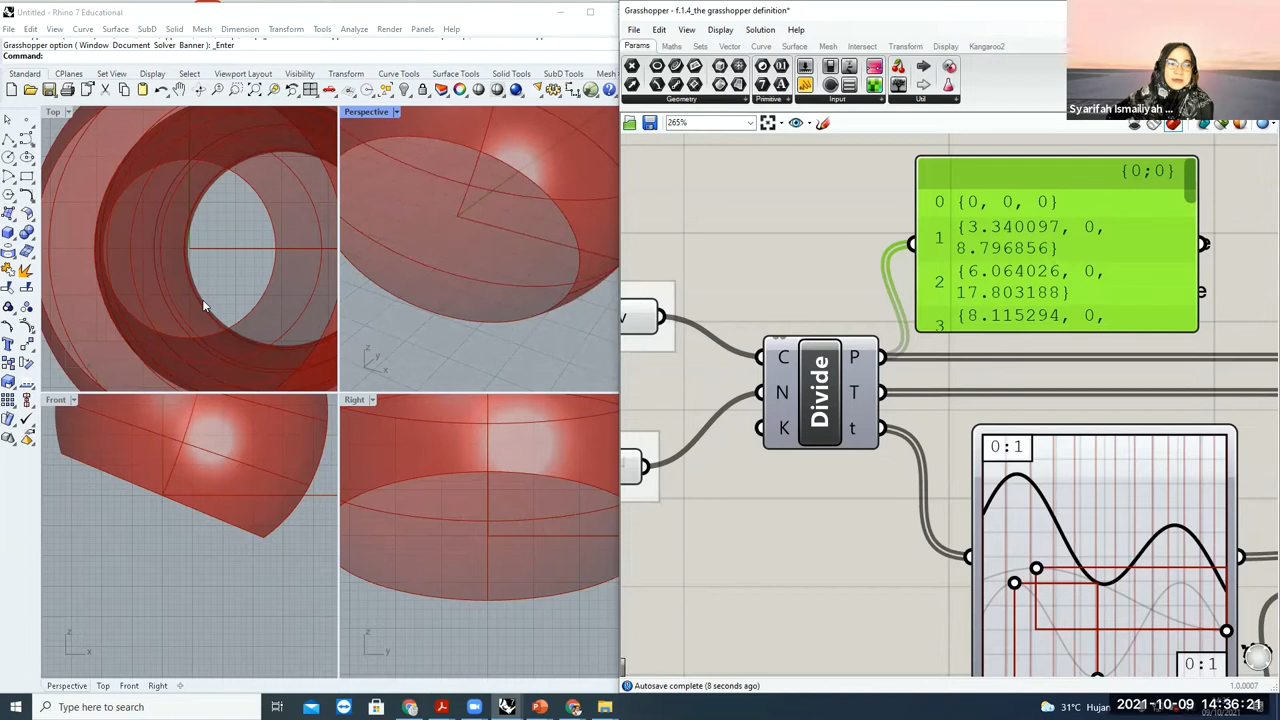 Untitled - Rhino 7 Educational
File Edit View Curve Surface SubD Solid Mesh Dimension Transform Tools Analyze Render Panels Help
Grasshopper option ( Window Document Solver Banner ): _Enter
Command:
Standard CPlanes Set View Display Select Viewport Layout Visibility Transform Curve Tools Surface Tools Solid Tools SubD Tools Mesh
Top
Perspective
z y x
Front
Right
z x
z y
Perspective Top Front Right
Grasshopper - f.1.4_the grasshopper definition*
File Edit View Display Solution Help
Params Maths Sets Vector Curve Surface Mesh Intersect Transform Display Kangaroo2
Geometry Primitive Input Util
265%
{0;0}
0 {0, 0, 0}
1 {3.340097, 0, 8.796856}
2 {6.064026, 0, 17.803188}
3 {8.115294, 0,
v
e
C N K Divide P T t
0:1
0:1
Autosave complete (8 seconds ago)
1.0.0007
Syarifah Ismailiyah ...
Type here to search
31°C Hujan
2021-10-09 14:36:21